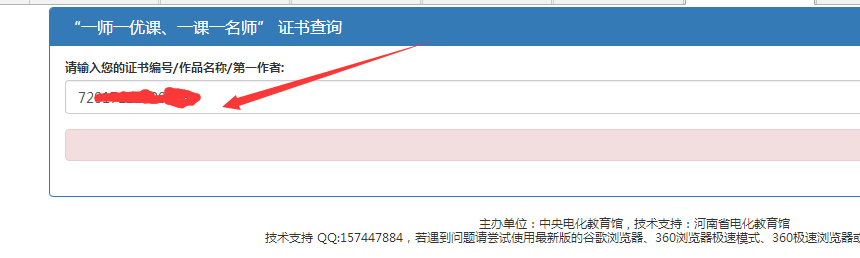 “一师一优课、一课一名师” 证书查询
请输入您的证书编号/作品名称/第一作者:
主办单位：中央电化教育馆，技术支持：河南省电化教育馆
技术支持 QQ:157447884，若遇到问题请尝试使用最新版的谷歌浏览器、360浏览器极速模式、360极速浏览器或